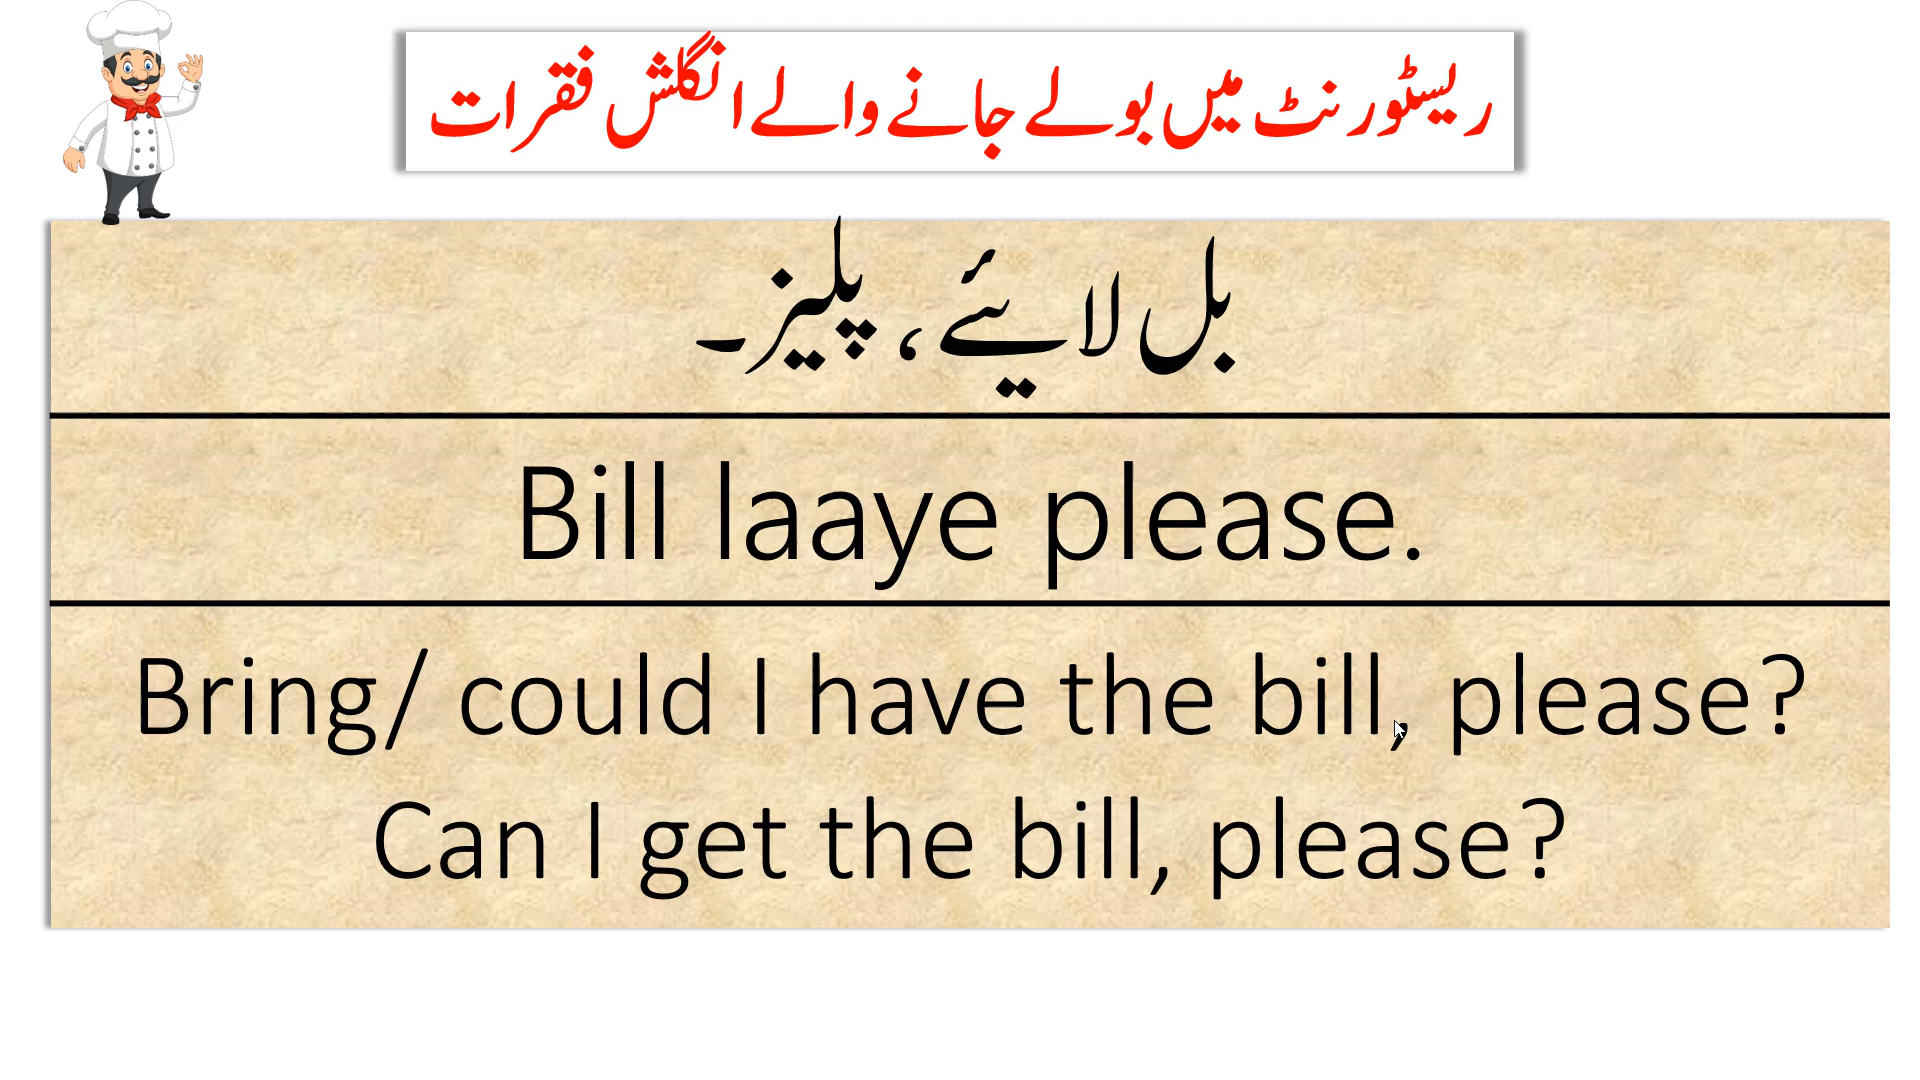 ریسٹورنٹ میں بولے جانے والے انگلش فقرات
بل لائیے، پلیز۔
Bill laaye please.
Bring/ could I have the bill, please?
Can I get the bill, please?